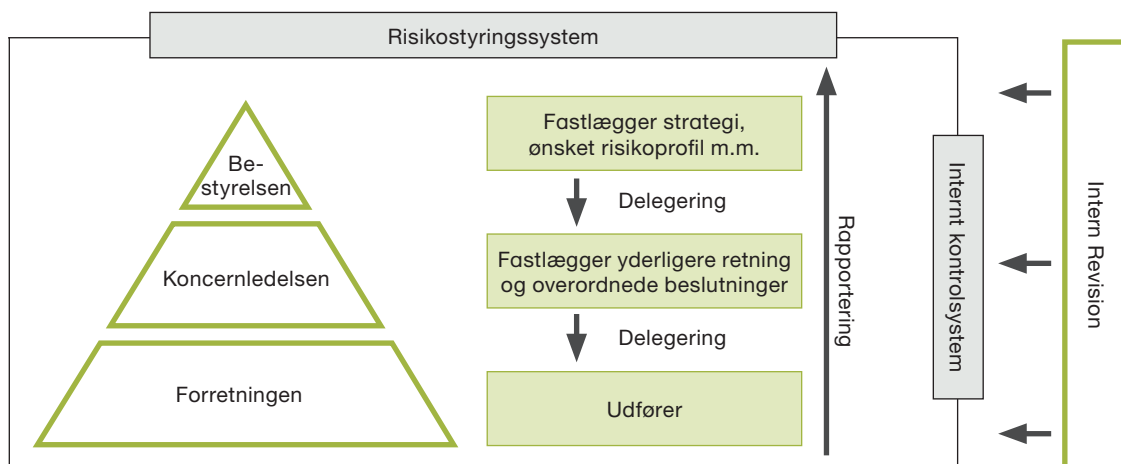 Risikostyringssystem
Be-
styrelsen
Koncernledelsen
Forretningen
Fastlægger strategi,
ønsket risikoprofil m.m.
Delegering
Fastlægger yderligere retning
og overordnede beslutninger
Delegering
Udfører
Rapportering
Internt kontrolsystem
Intern Revision